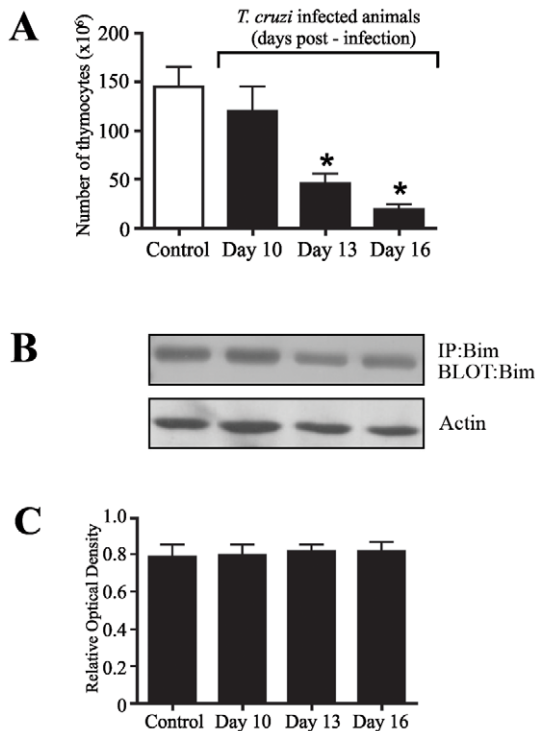 A
T. cruzi infected animals
(days post - infection)
Number of thymocytes (x10⁶)
200
150
100
50
0
*
*
Control Day 10 Day 13 Day 16
B
IP:Bim
BLOT:Bim
Actin
C
Relative Optical Density
1.0
0.8
0.6
0.4
0.2
0
Control Day 10 Day 13 Day 16